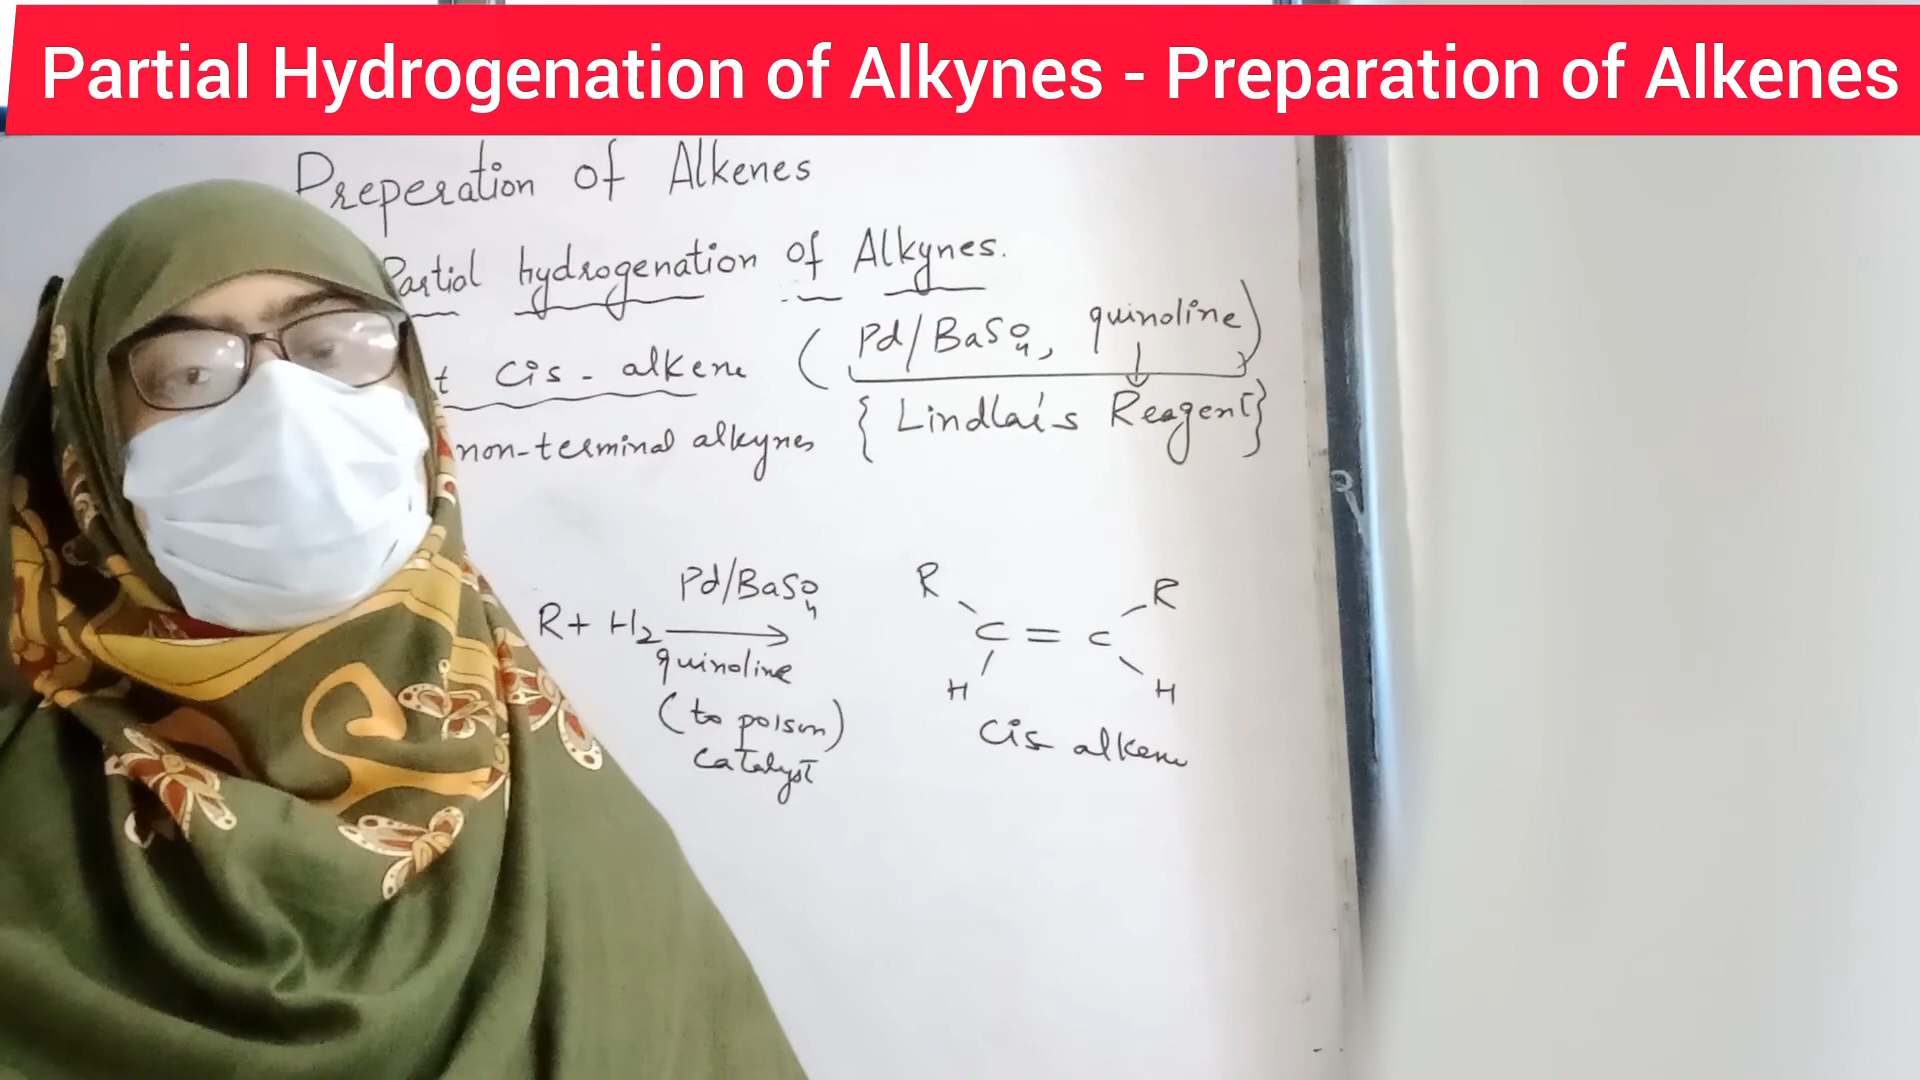 Partial Hydrogenation of Alkynes - Preparation of Alkenes
Preperation of Alkenes
Partial hydrogenation of Alkynes.
t cis - alkene (Pd/BaSO4, quinoline)
non-terminal alkynes { Lindlar's Reagent }
R + H2 Pd/BaSO4
quinoline
(to poison)
catalyst
R R
C = C
H H
cis alkene